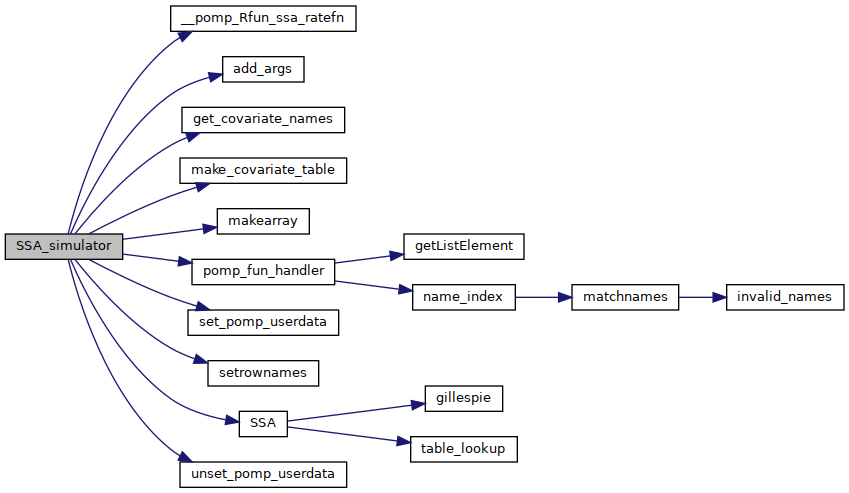 __pomp_Rfun_ssa_ratefn
add_args
get_covariate_names
make_covariate_table
makearray
SSA_simulator
getListElement
pomp_fun_handler
name_index
matchnames
invalid_names
set_pomp_userdata
setrownames
gillespie
SSA
table_lookup
unset_pomp_userdata